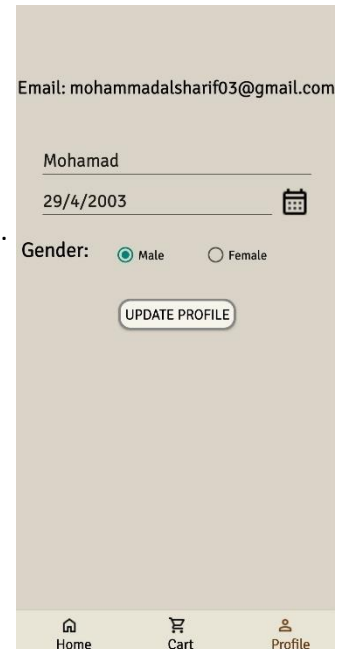 Email: mohammadalsharif03@gmail.com
Mohamad
29/4/2003
.
Gender: Male Female
UPDATE PROFILE
Home Cart Profile